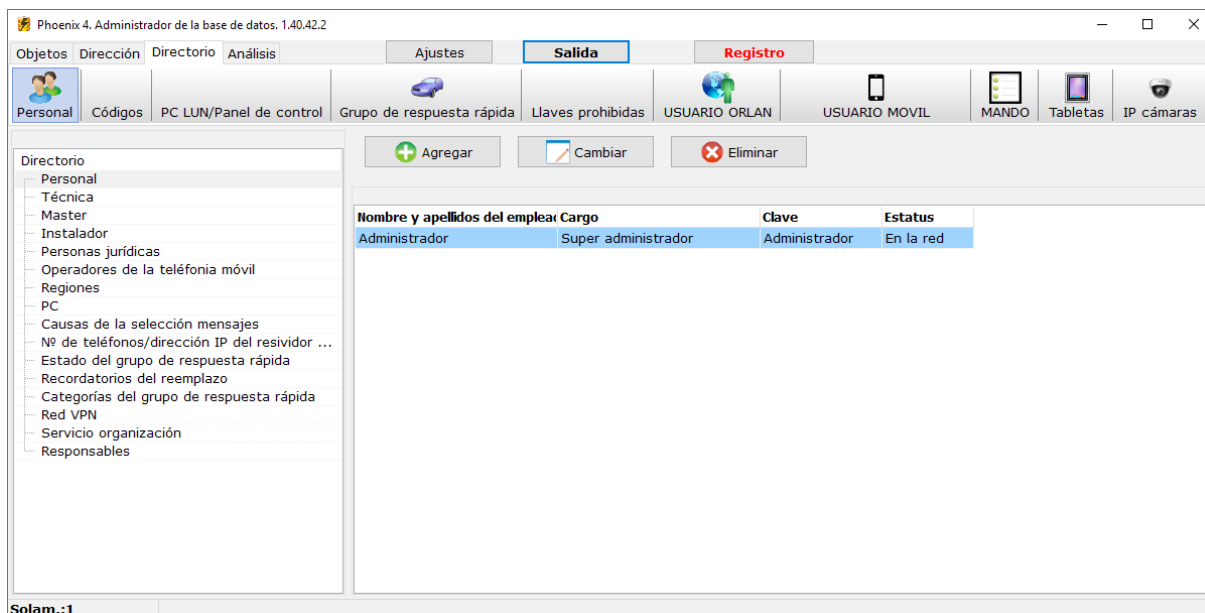 Phoenix 4. Administrador de la base de datos. 1.40.42.2
Objetos Dirección Directorio Análisis Ajustes Salida Registro
Personal Códigos PC LUN/Panel de control Grupo de respuesta rápida Llaves prohibidas USUARIO ORLAN USUARIO MOVIL MANDO Tabletas IP cámaras
Agregar Cambiar Eliminar
Directorio
Personal
Técnica
Master
Instalador
Personas jurídicas
Operadores de la teléfonia móvil
Regiones
PC
Causas de la selección mensajes
Nº de teléfonos/dirección IP del resividor ...
Estado del grupo de respuesta rápida
Recordatorios del reemplazo
Categorías del grupo de respuesta rápida
Red VPN
Servicio organización
Responsables
Nombre y apellidos del emplead Cargo Clave Estatus
Administrador Super administrador Administrador En la red
Solam.:1